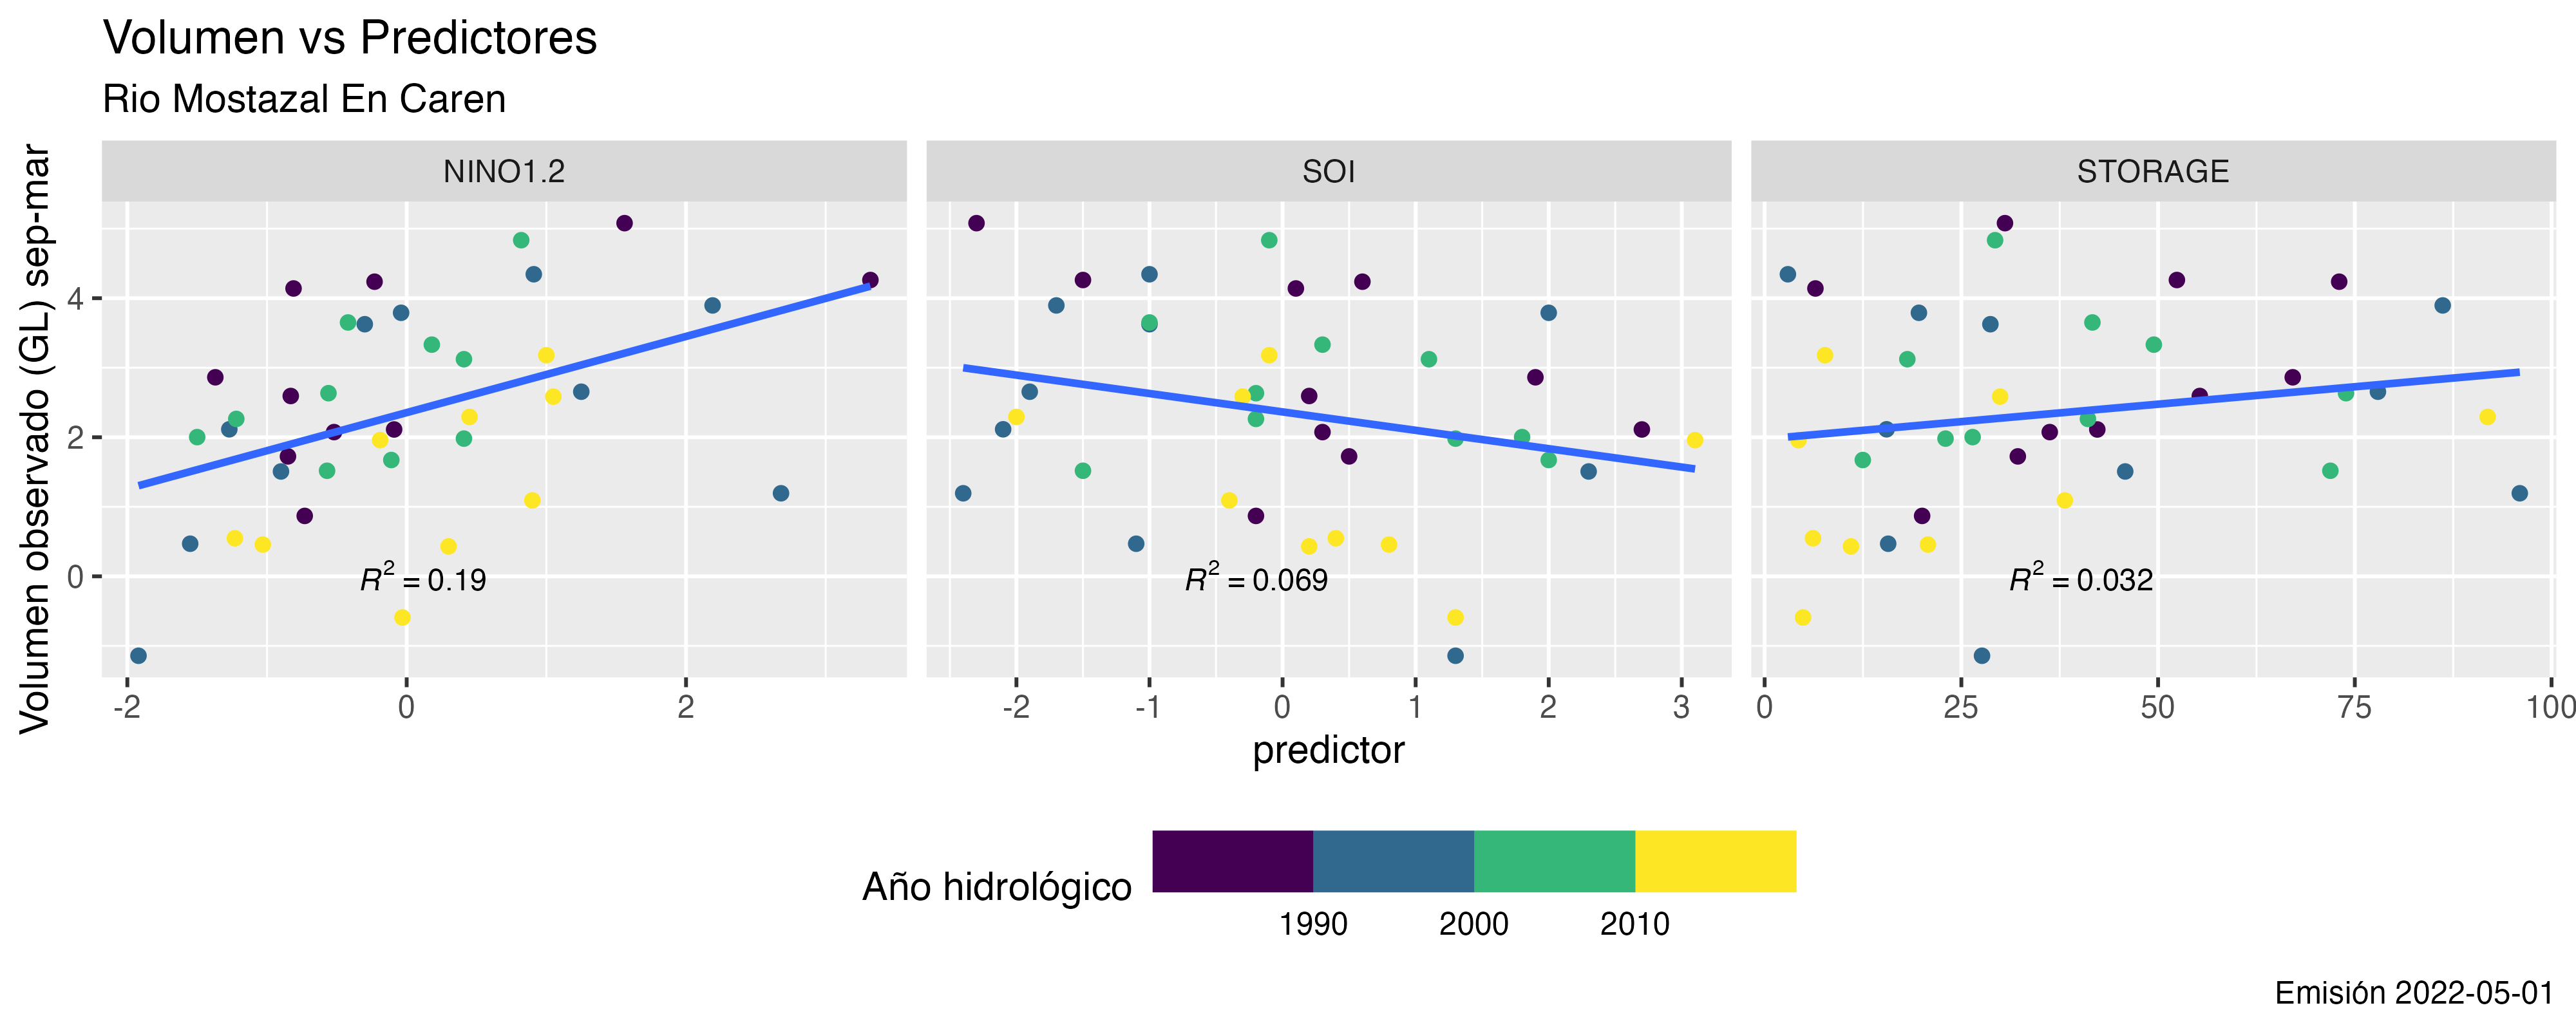 Volumen vs Predictores
Rio Mostazal En Caren
Volumen observado (GL) sep-mar
NINO1.2
SOI
STORAGE
4
2
0
R² = 0.19
R² = 0.069
R² = 0.032
-2 0 2
-2 -1 0 1 2 3
0 25 50 75 100
predictor
Año hidrológico
1990 2000 2010
Emisión 2022-05-01